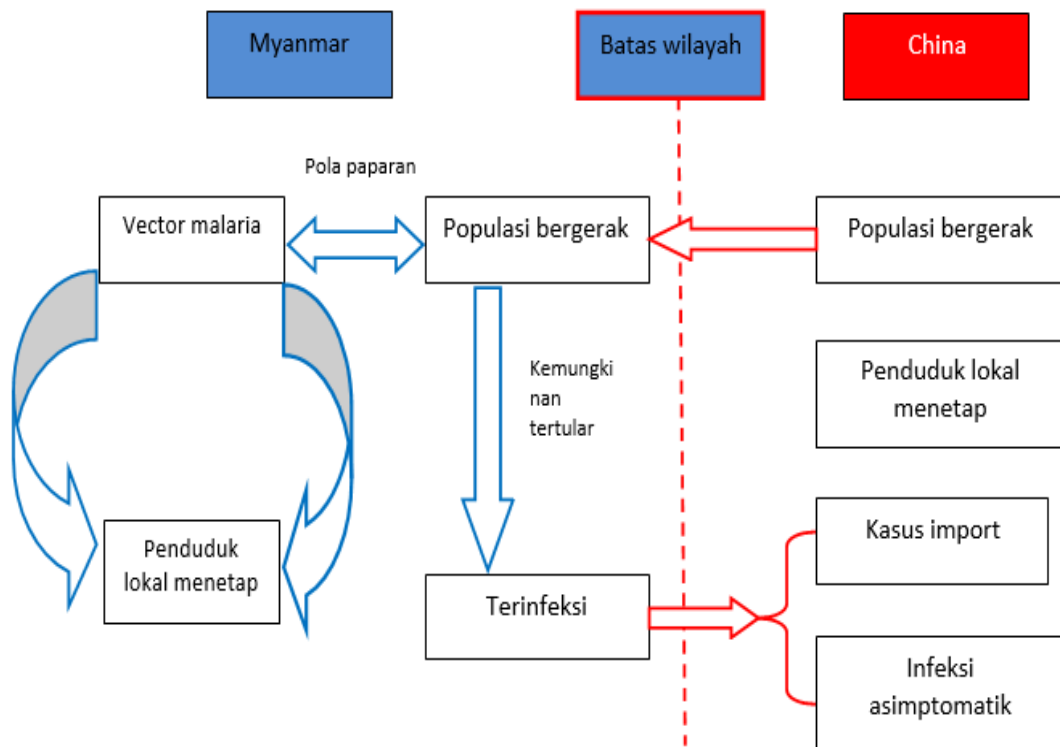 Myanmar
Batas wilayah
China
Pola paparan
Vector malaria
Populasi bergerak
Populasi bergerak
Kemungki
nan
tertular
Penduduk lokal
menetap
Penduduk
lokal menetap
Kasus import
Terinfeksi
Infeksi
asimptomatik